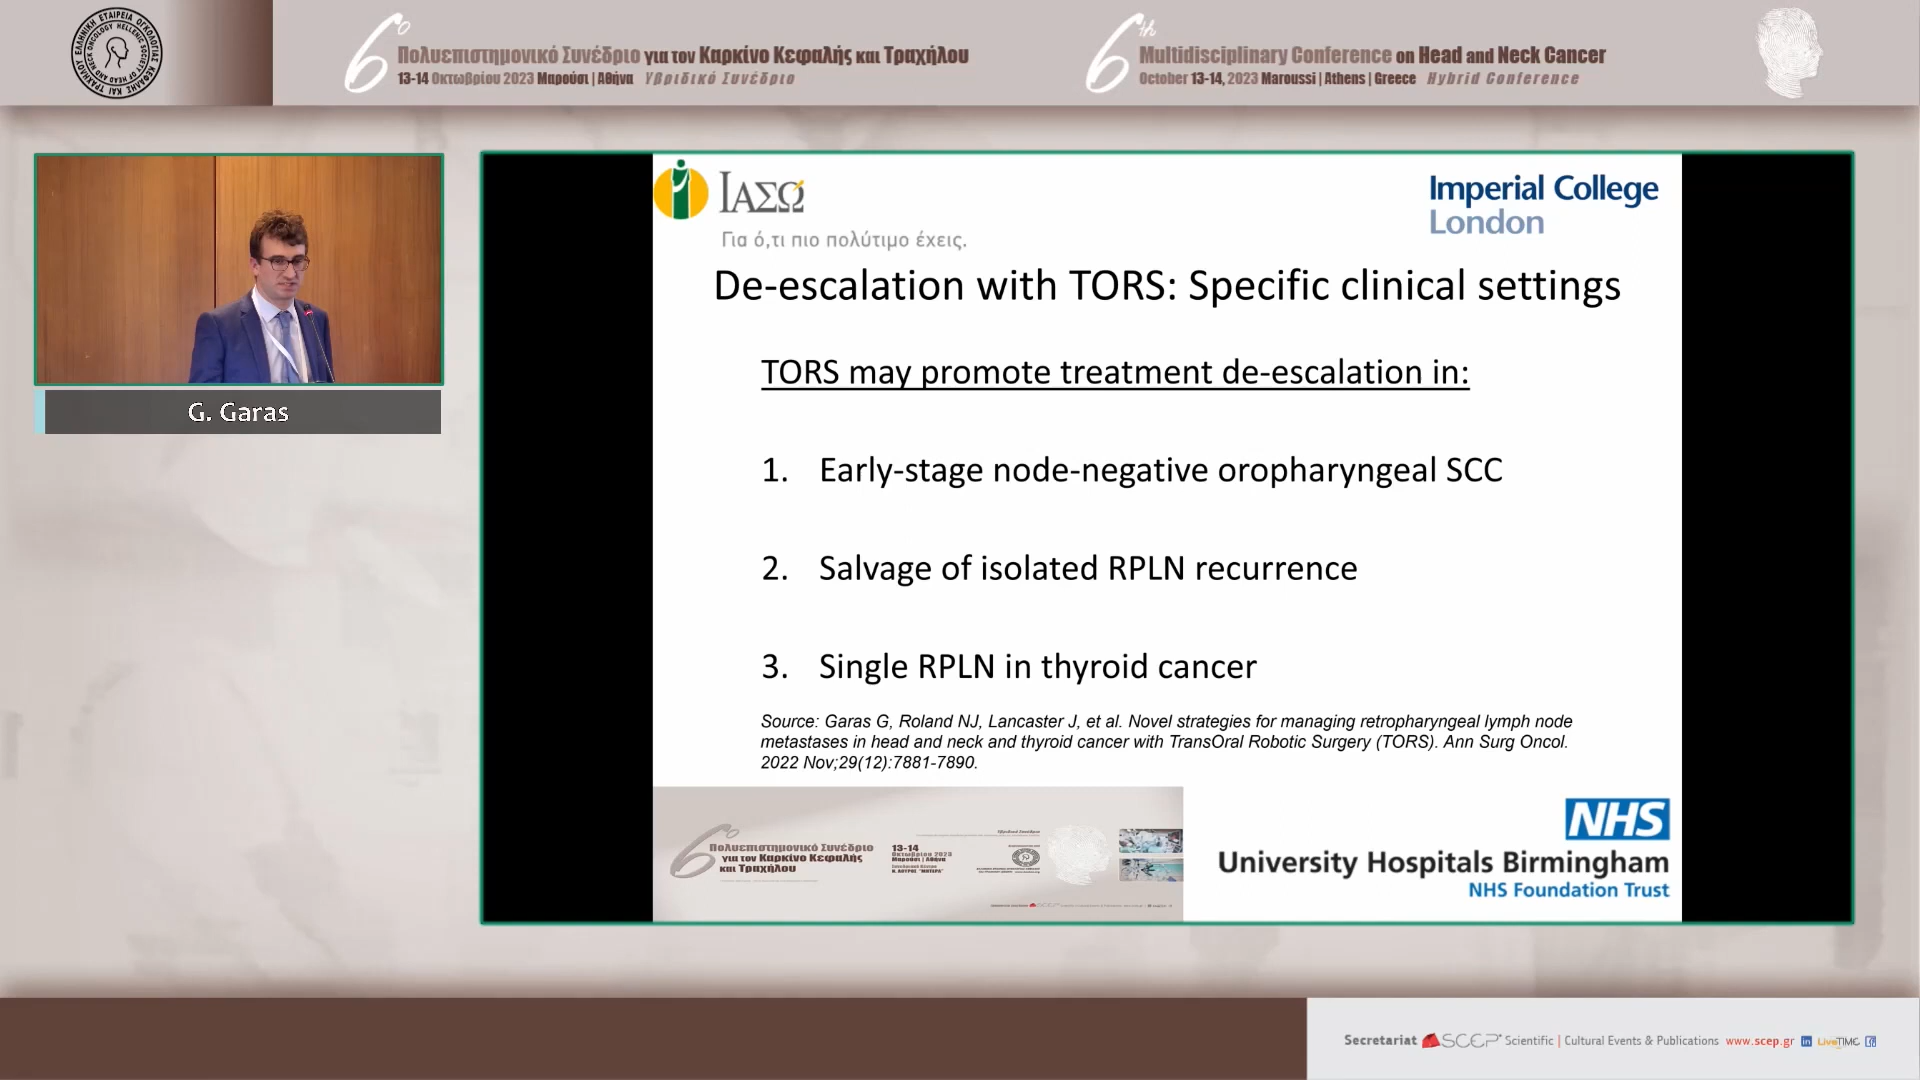 6ο Πολυεπιστημονικό Συνέδριο για τον Καρκίνο Κεφαλής και Τραχήλου
13-14 Οκτωβρίου 2023 Μαρούσι | Αθήνα Υβριδικό Συνέδριο
6th Multidisciplinary Conference on Head and Neck Cancer
October 13-14, 2023 Maroussi | Athens | Greece Hybrid Conference
G. Garas
ΙΑΣΩ
Για ό,τι πιο πολύτιμο έχεις.
Imperial College
London
De-escalation with TORS: Specific clinical settings
TORS may promote treatment de-escalation in:
1. Early-stage node-negative oropharyngeal SCC
2. Salvage of isolated RPLN recurrence
3. Single RPLN in thyroid cancer
Source: Garas G, Roland NJ, Lancaster J, et al. Novel strategies for managing retropharyngeal lymph node
metastases in head and neck and thyroid cancer with TransOral Robotic Surgery (TORS). Ann Surg Oncol.
2022 Nov;29(12):7881-7890.
6ο Πολυεπιστημονικό Συνέδριο
για τον Καρκίνο Κεφαλής
και Τραχήλου
13-14
Οκτωβρίου 2023
Μαρούσι | Αθήνα
NHS
University Hospitals Birmingham
NHS Foundation Trust
Secretariat SCEP Scientific | Cultural Events & Publications www.scep.gr in LiveTIME f